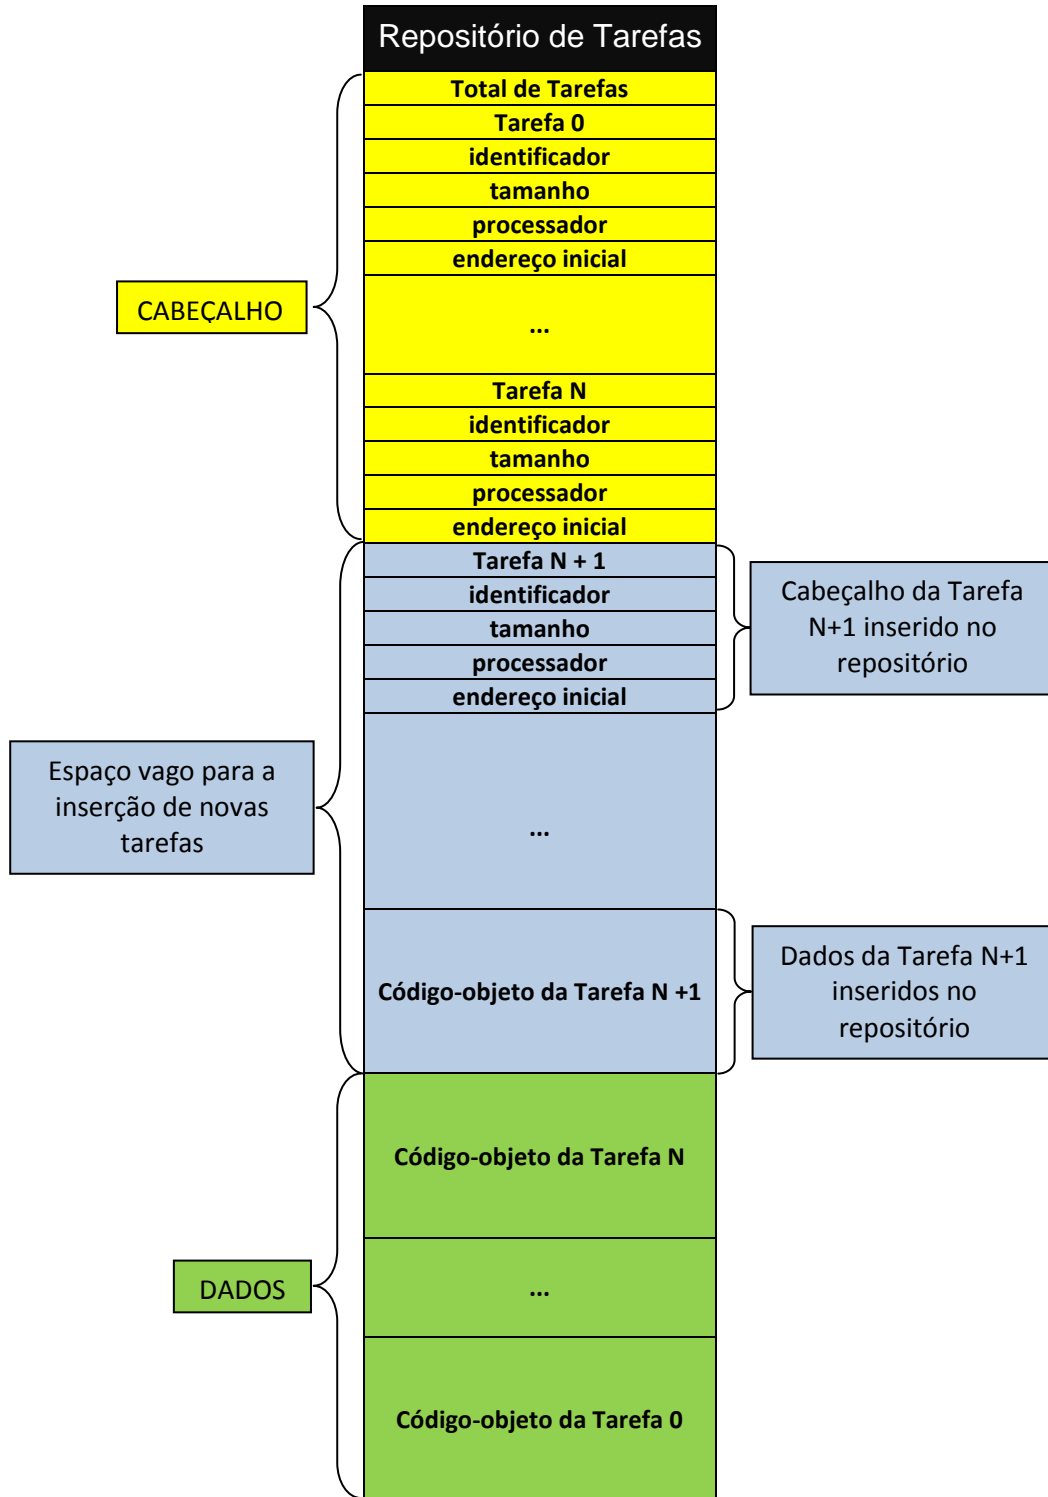 Repositório de Tarefas
Total de Tarefas
Tarefa 0
identificador
tamanho
processador
endereço inicial
CABEÇALHO
...
Tarefa N
identificador
tamanho
processador
endereço inicial
Tarefa N + 1
identificador
tamanho
processador
endereço inicial
Cabeçalho da Tarefa
N+1 inserido no
repositório
Espaço vago para a
inserção de novas
tarefas
...
Código-objeto da Tarefa N +1
Dados da Tarefa N+1
inseridos no
repositório
Código-objeto da Tarefa N
DADOS
...
Código-objeto da Tarefa 0